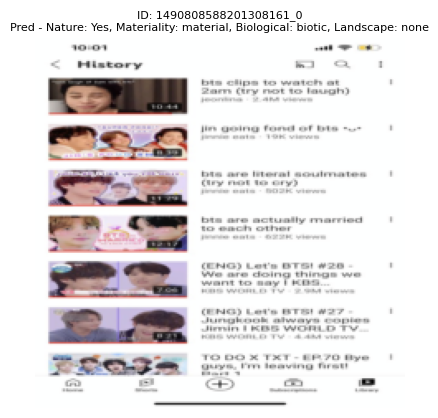 ID: 1490808588201308161_0
Pred - Nature: Yes, Materiality: material, Biological: biotic, Landscape: none
10:01
History
bts clips to watch at
2am (try not to laugh)
jeonlina · 2.4M views
10:44
jin going fond of bts
jinnie eats · 19K views
8:39
bts are literal soulmates
(try not to cry)
jinnie eats · 502K views
11:29
bts are actually married
to each other
jinnie eats · 622K views
12:17
(ENG) Let's BTS! #28 -
We are doing things we
want to say l KBS...
KBS WORLD TV · 2.9M views
7:06
(ENG) Let's BTS! #27 -
Jungkook always copies
Jimin l KBS WORLD TV...
KBS WORLD TV · 4.4M views
8:21
TO DO X TXT - EP.70 Bye
guys, I'm leaving first!
Part 1
Home
Shorts
Subscriptions
Library